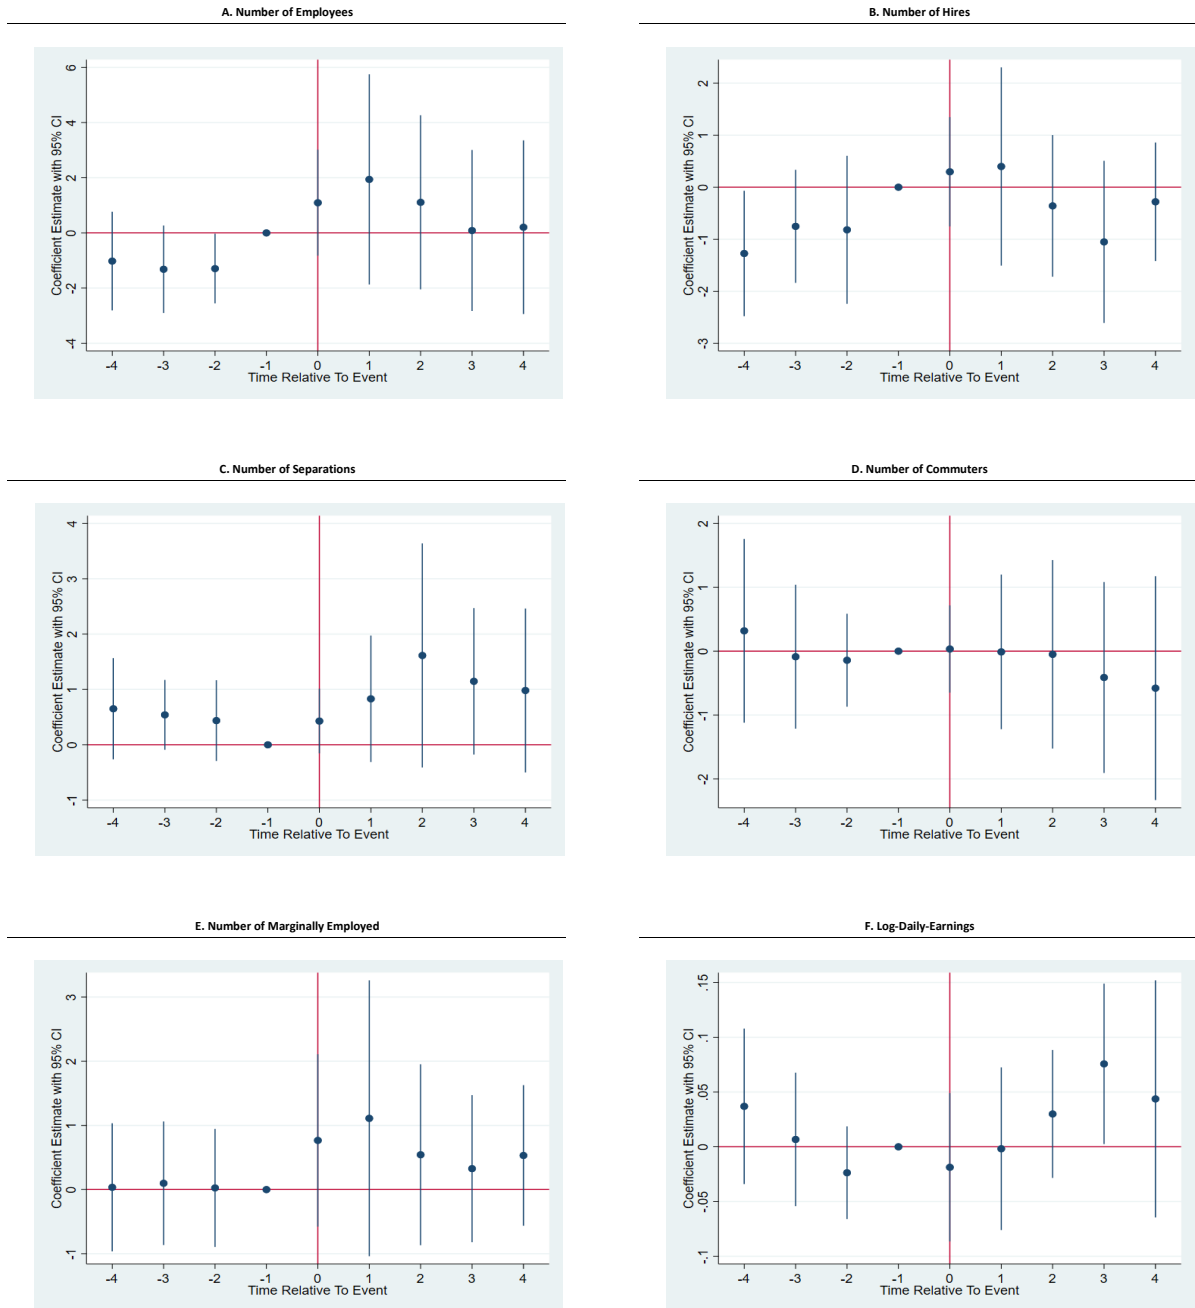 A. Number of Employees
Coefficient Estimate with 95% CI
6
4
2
0
-2
-4
-4 -3 -2 -1 0 1 2 3 4
Time Relative To Event
B. Number of Hires
Coefficient Estimate with 95% CI
2
1
0
-1
-2
-3
-4 -3 -2 -1 0 1 2 3 4
Time Relative To Event
C. Number of Separations
Coefficient Estimate with 95% CI
4
3
2
1
0
-1
-4 -3 -2 -1 0 1 2 3 4
Time Relative To Event
D. Number of Commuters
Coefficient Estimate with 95% CI
2
1
0
-1
-2
-4 -3 -2 -1 0 1 2 3 4
Time Relative To Event
E. Number of Marginally Employed
Coefficient Estimate with 95% CI
3
2
1
0
-1
-4 -3 -2 -1 0 1 2 3 4
Time Relative To Event
F. Log-Daily-Earnings
Coefficient Estimate with 95% CI
.15
.1
.05
0
-.05
-.1
-4 -3 -2 -1 0 1 2 3 4
Time Relative To Event